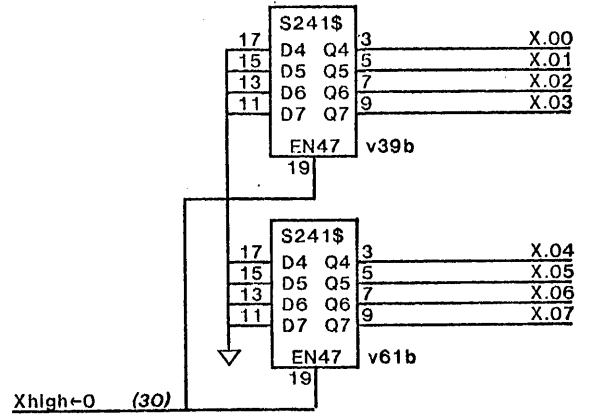 S241$
17 D4 Q4 3 X.00
15 D5 Q5 5 X.01
13 D6 Q6 7 X.02
11 D7 Q7 9 X.03
EN47 v39b
19
S241$
17 D4 Q4 3 X.04
15 D5 Q5 5 X.05
13 D6 Q6 7 X.06
11 D7 Q7 9 X.07
EN47 v61b
19
Xhigh←0 (30)